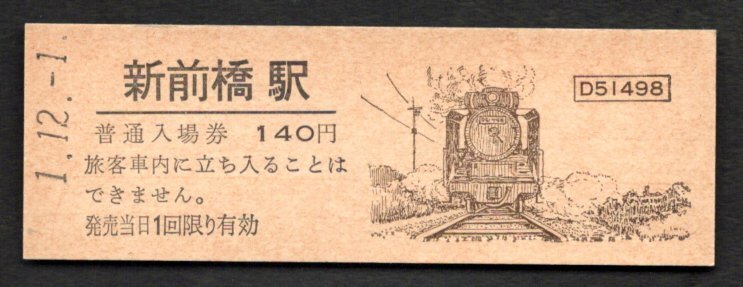 1.12.-1.
新前橋駅
普通入場券 140円
旅客車内に立ち入ることは
できません。
発売当日1回限り有効
D51498